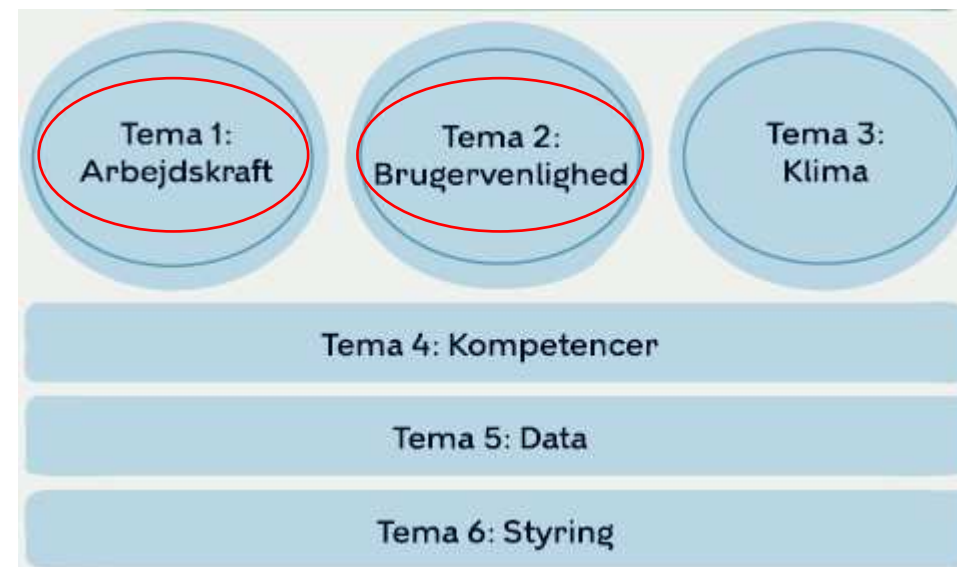 Tema 1:
Arbejdskraft
Tema 2:
Brugervenlighed
Tema 3:
Klima
Tema 4: Kompetencer
Tema 5: Data
Tema 6: Styring